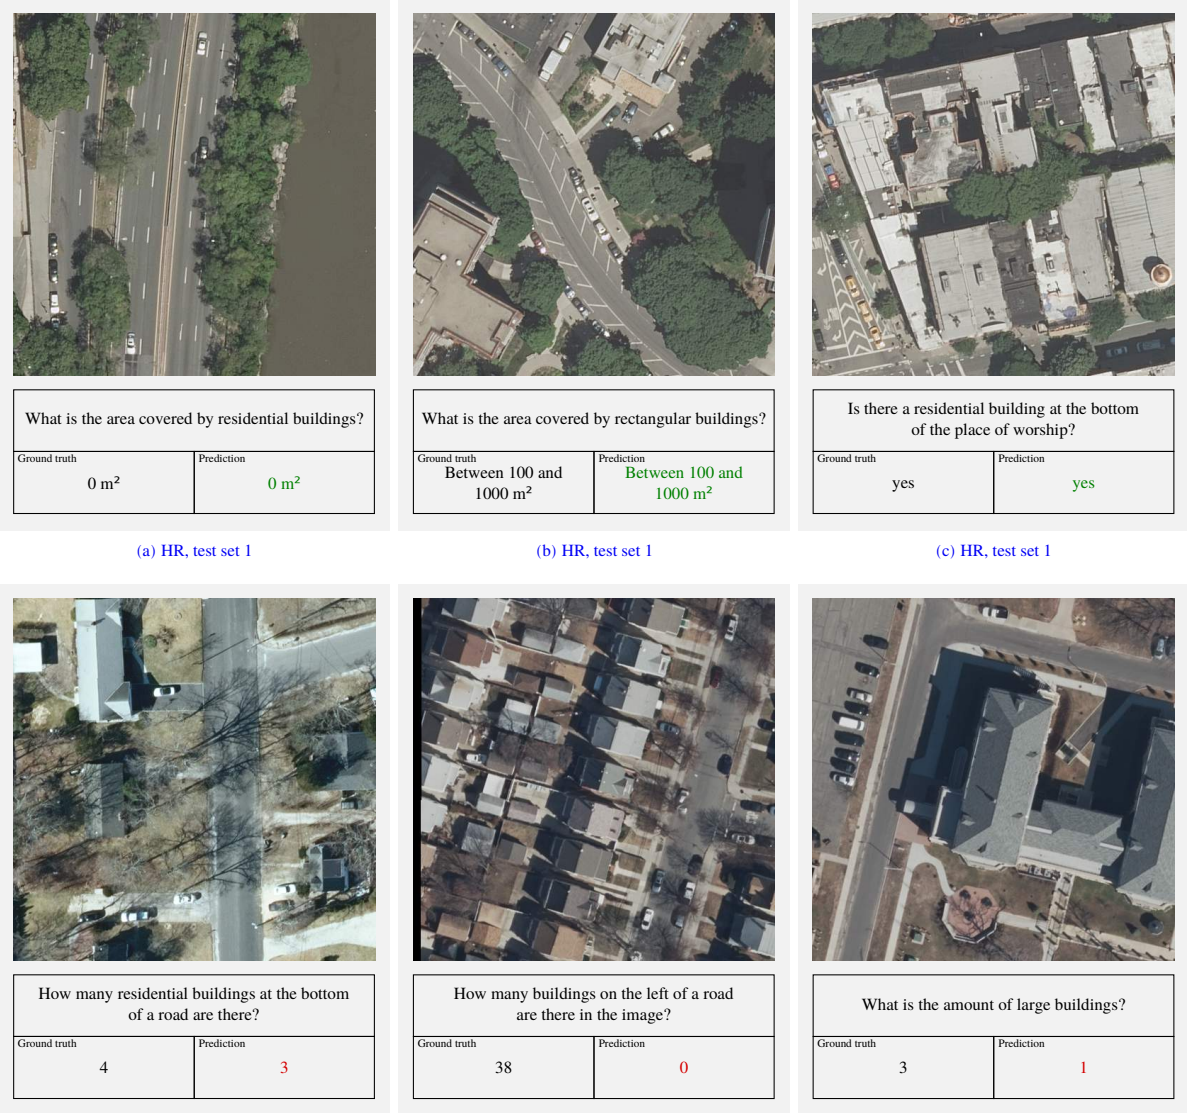 What is the area covered by residential buildings?
Ground truth
0 m²
Prediction
0 m²
(a) HR, test set 1
What is the area covered by rectangular buildings?
Ground truth
Between 100 and
1000 m²
Prediction
Between 100 and
1000 m²
(b) HR, test set 1
Is there a residential building at the bottom
of the place of worship?
Ground truth
yes
Prediction
yes
(c) HR, test set 1
How many residential buildings at the bottom
of a road are there?
Ground truth
4
Prediction
3
How many buildings on the left of a road
are there in the image?
Ground truth
38
Prediction
0
What is the amount of large buildings?
Ground truth
3
Prediction
1